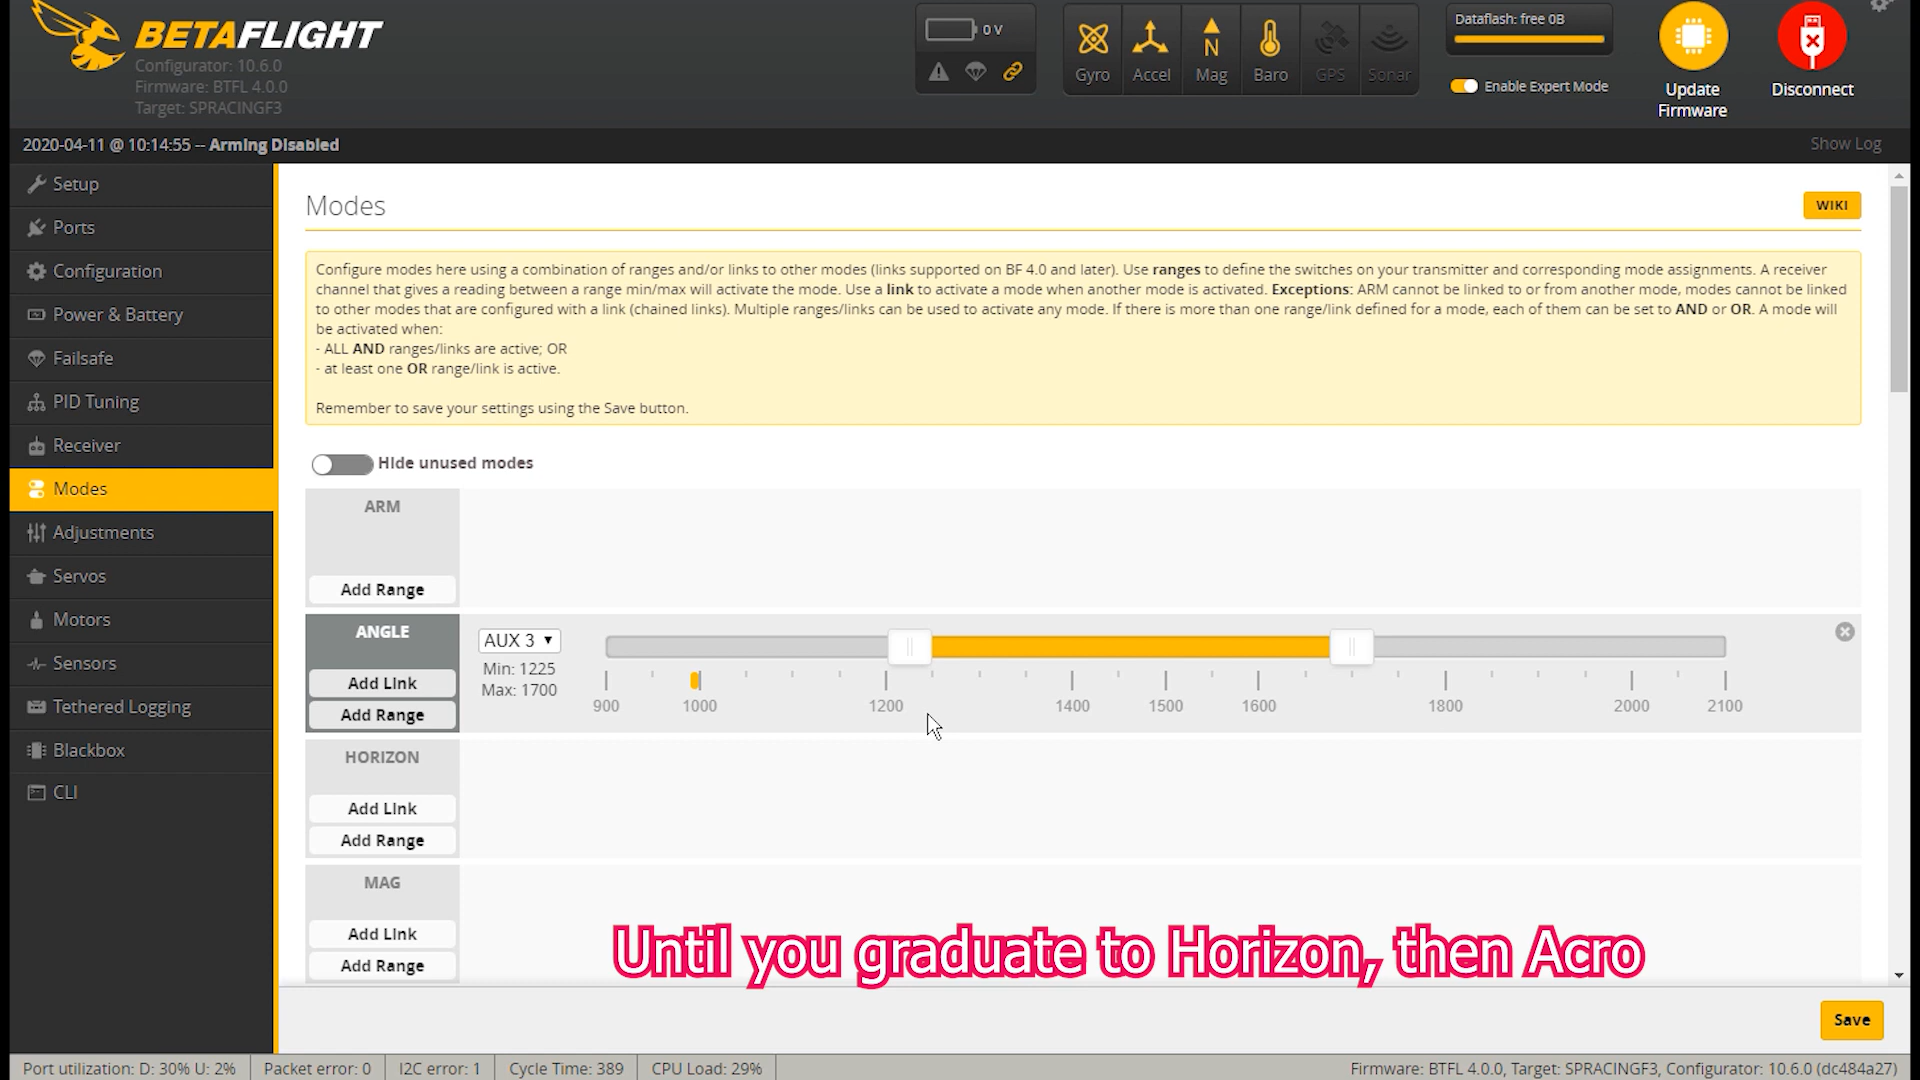 BETAFLIGHT
Configurator: 10.6.0
Firmware: BTFL 4.0.0
Target: SPRACINGF3
0 V
Gyro
Accel
N
Mag
Baro
GPS
Sonar
Dataflash: free 0B
Enable Expert Mode
Update
Firmware
Disconnect
2020-04-11 @ 10:14:55 -- Arming Disabled
Show Log
Setup
Ports
Configuration
Power & Battery
Failsafe
PID Tuning
Receiver
Modes
Adjustments
Servos
Motors
Sensors
Tethered Logging
Blackbox
CLI
Modes
WIKI
Configure modes here using a combination of ranges and/or links to other modes (links supported on BF 4.0 and later). Use ranges to define the switches on your transmitter and corresponding mode assignments. A receiver
channel that gives a reading between a range min/max will activate the mode. Use a link to activate a mode when another mode is activated. Exceptions: ARM cannot be linked to or from another mode, modes cannot be linked
to other modes that are configured with a link (chained links). Multiple ranges/links can be used to activate any mode. If there is more than one range/link defined for a mode, each of them can be set to AND or OR. A mode will
be activated when:
- ALL AND ranges/links are active; OR
- at least one OR range/link is active.
Remember to save your settings using the Save button.
Hide unused modes
ARM
Add Range
ANGLE
Add Link
Add Range
AUX 3
Min: 1225
Max: 1700
900 1000 1200 1400 1500 1600 1800 2000 2100
HORIZON
Add Link
Add Range
MAG
Add Link
Add Range
Until you graduate to Horizon, then Acro
Save
Port utilization: D: 30% U: 2%
Packet error: 0
I2C error: 1
Cycle Time: 389
CPU Load: 29%
Firmware: BTFL 4.0.0, Target: SPRACINGF3, Configurator: 10.6.0 (dc484a27)